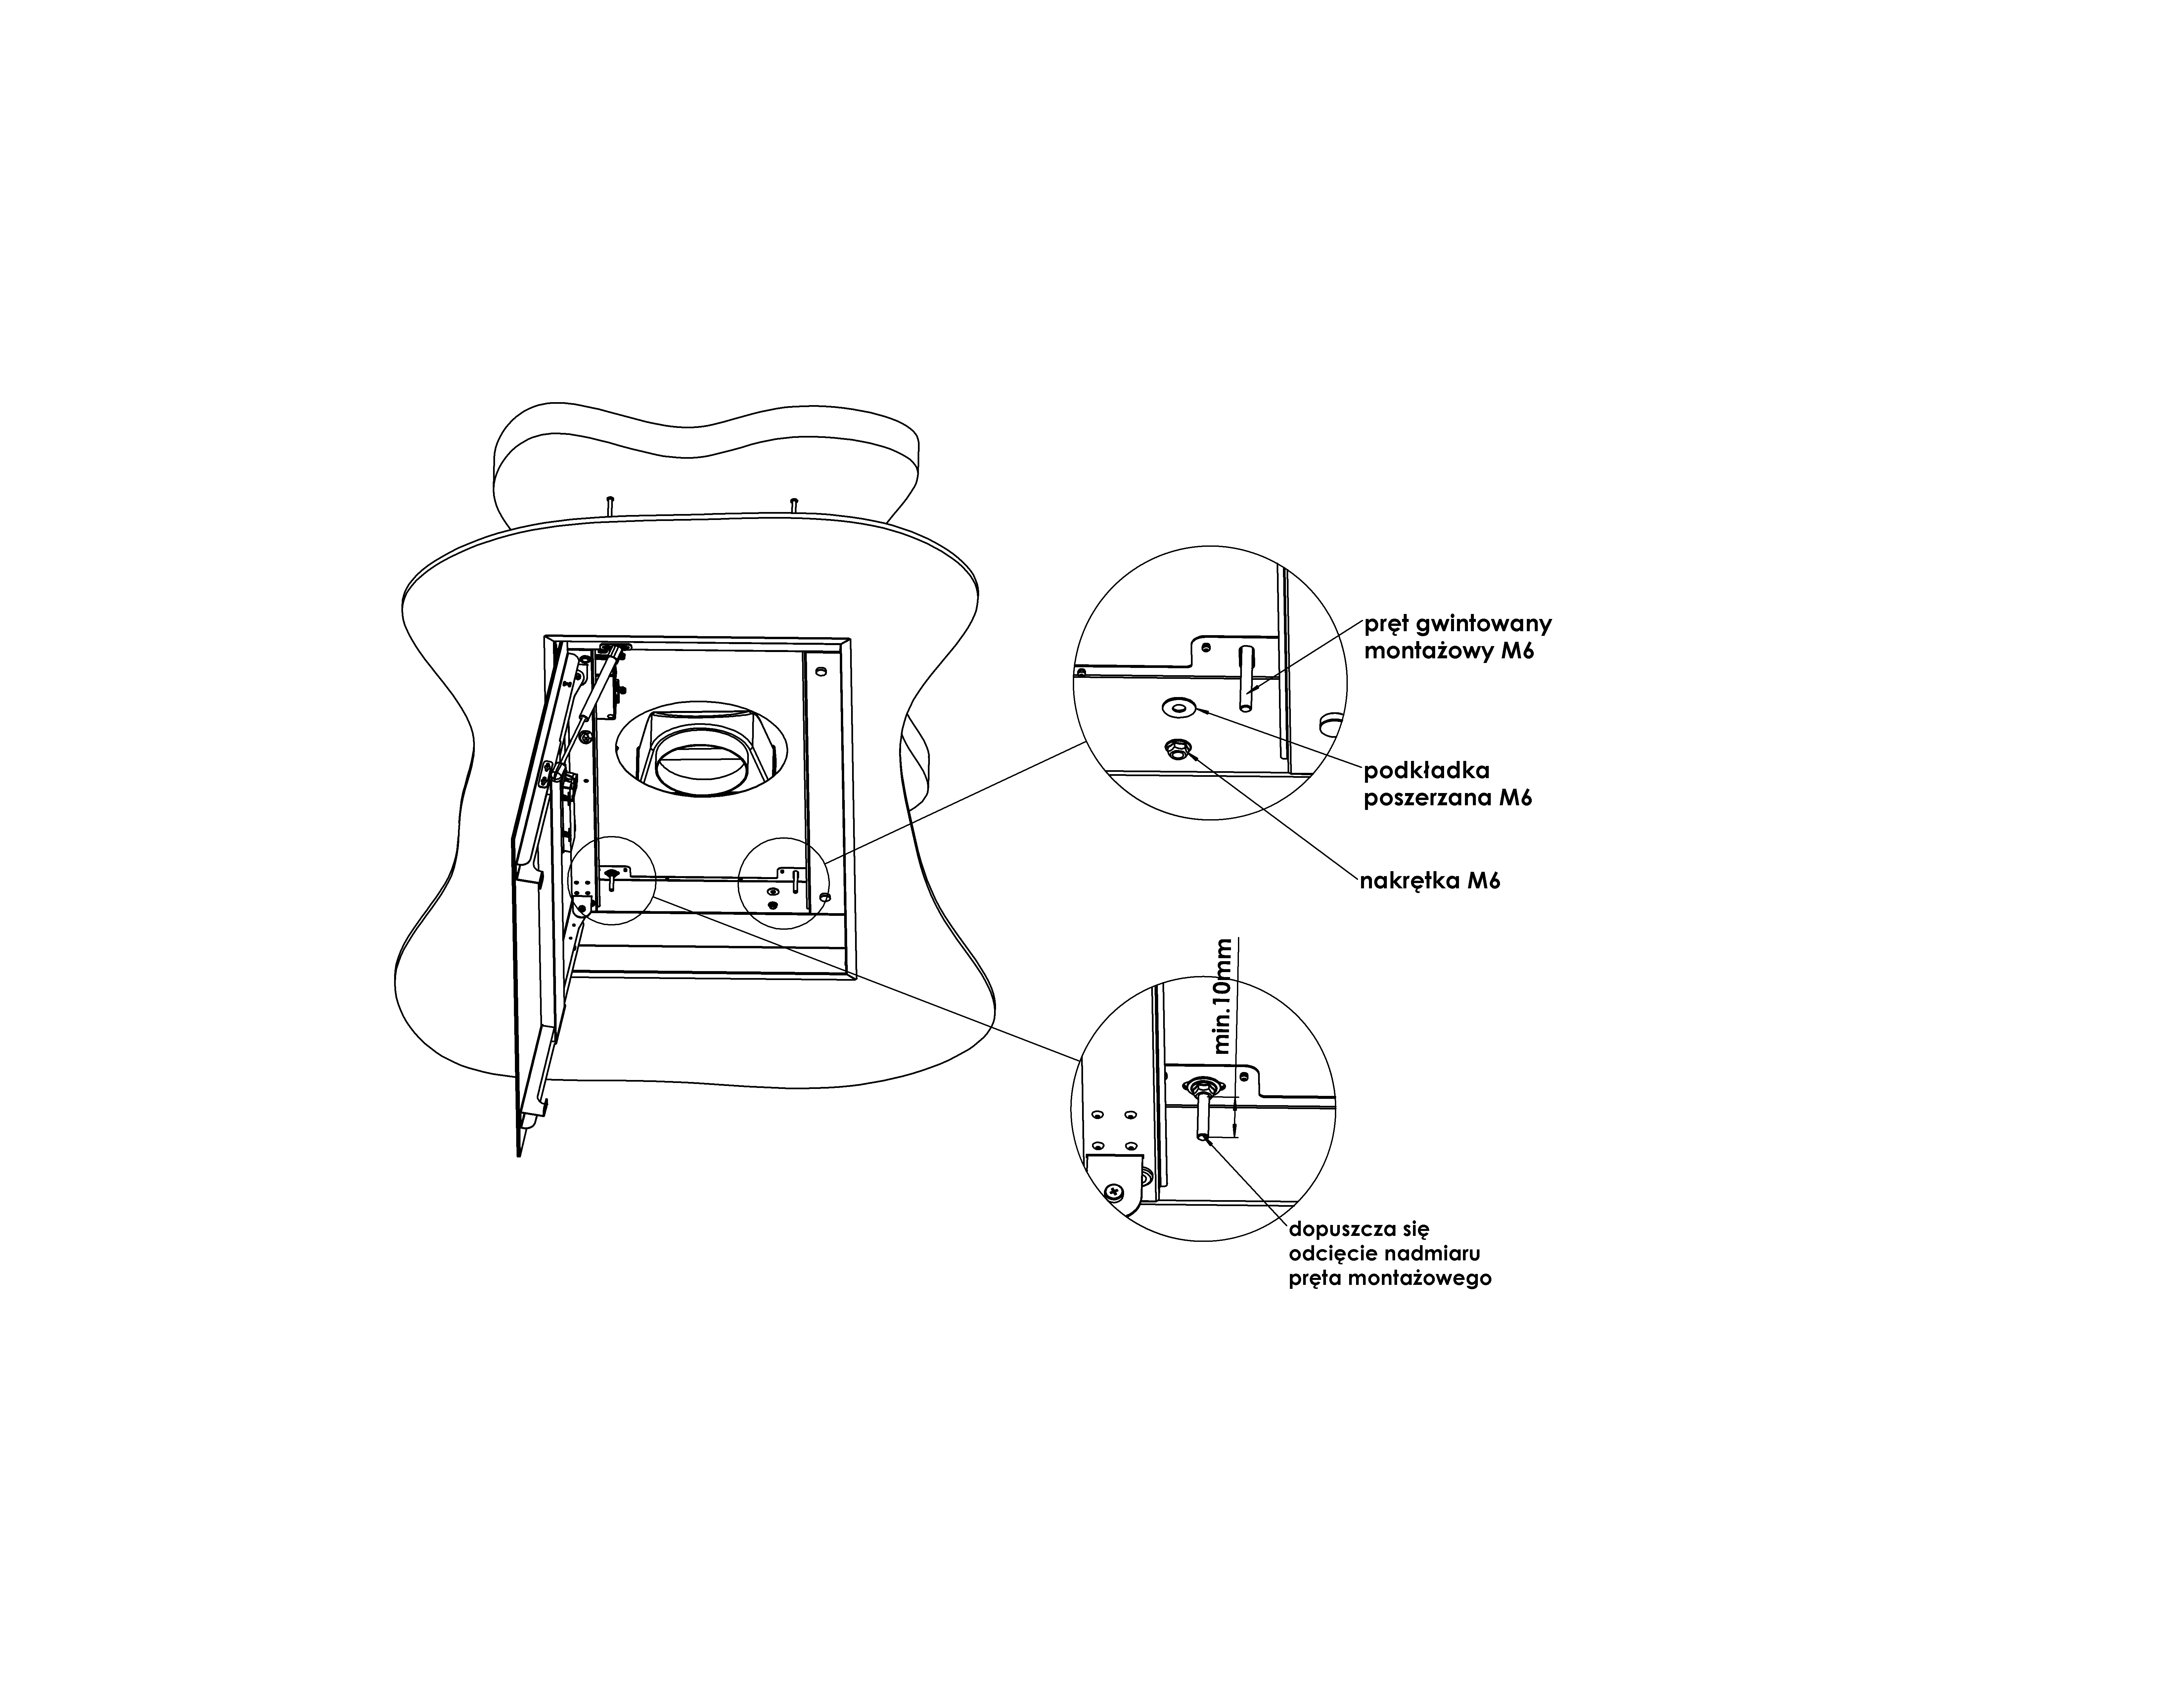 pręt gwintowany
montażowy M6
podkładka
poszerzana M6
nakrętka M6
min. 10mm
dopuszcza się
odcięcie nadmiaru
pręta montażowego